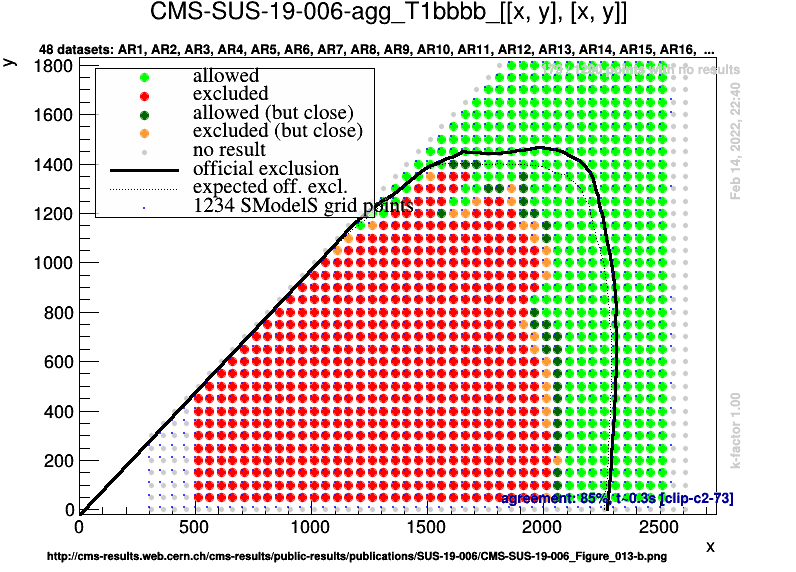 CMS-SUS-19-006-agg_T1bbbb_[[x, y], [x, y]]
48 datasets: AR1, AR2, AR3, AR4, AR5, AR6, AR7, AR8, AR9, AR10, AR11, AR12, AR13, AR14, AR15, AR16, ...
y
points with no results
allowed
excluded
allowed (but close)
excluded (but close)
no result
official exclusion
expected off. excl.
1234 SModelS grid points
1800
1600
1400
1200
1000
800
600
400
200
0
Feb 14, 2022, 22:40
k-factor 1.00
agreement: 85%, t~0.3s [clip-c2-73]
0 500 1000 1500 2000 2500
x
http://cms-results.web.cern.ch/cms-results/public-results/publications/SUS-19-006/CMS-SUS-19-006_Figure_013-b.png